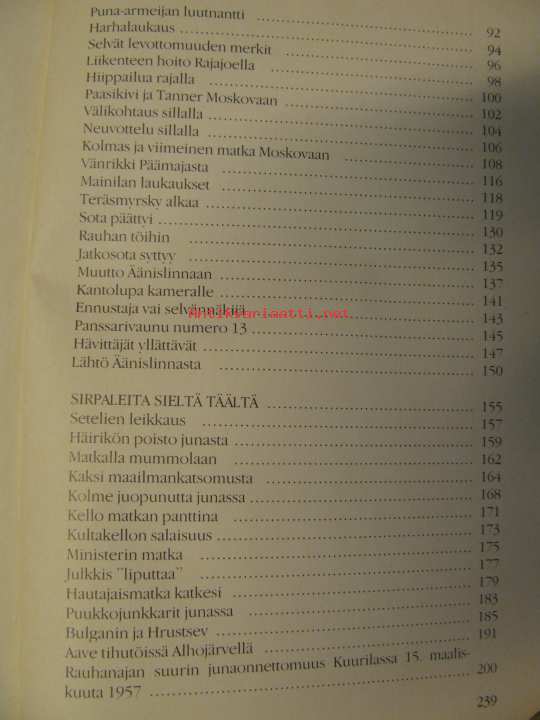 Puna-armeijan luutnantti ........ 92
Harhalaukaus ........ 94
Selvät levottomuuden merkit ........ 96
Liikenteen hoito Rajajoella ........ 98
Hiippailua rajalla ........ 100
Paasikivi ja Tanner Moskovaan ........ 102
Välikohtaus sillalla ........ 104
Neuvottelu sillalla ........ 106
Kolmas ja viimeinen matka Moskovaan ........ 108
Vänrikki Päämajasta ........ 116
Mainilan laukaukset ........ 118
Teräsmyrsky alkaa ........ 119
Sota päättyi ........ 130
Rauhan töihin ........ 132
Jatkosota syttyy ........ 135
Muutto Äänislinnaan ........ 137
Kantolupa kameralle ........ 141
Ennustaja vai selvännäkijä ........ 143
antikvariaatti.net
Panssarivaunu numero 13 ........ 145
Hävittäjät yllättävät ........ 147
Lähtö Äänislinnasta ........ 150
SIRPALEITA SIELTÄ TÄÄLTÄ ........ 155
Setelien leikkaus ........ 157
Häirikön poisto junasta ........ 159
Matkalla mummolaan ........ 162
Kaksi maailmankatsomusta ........ 164
Kolme juopunutta junassa ........ 168
Kello matkan panttina ........ 171
Kultakellon salaisuus ........ 173
Ministerin matka ........ 175
Julkkis "liputtaa" ........ 177
Hautajaismatka katkesi ........ 179
Puukkojunkkarit junassa ........ 183
Bulganin ja Hrustsev ........ 185
Aave tihutöissä Alhojärvellä ........ 191
Rauhanajan suurin junaonnettomuus Kuurilassa 15. maalis-
kuuta 1957 ........ 200
239